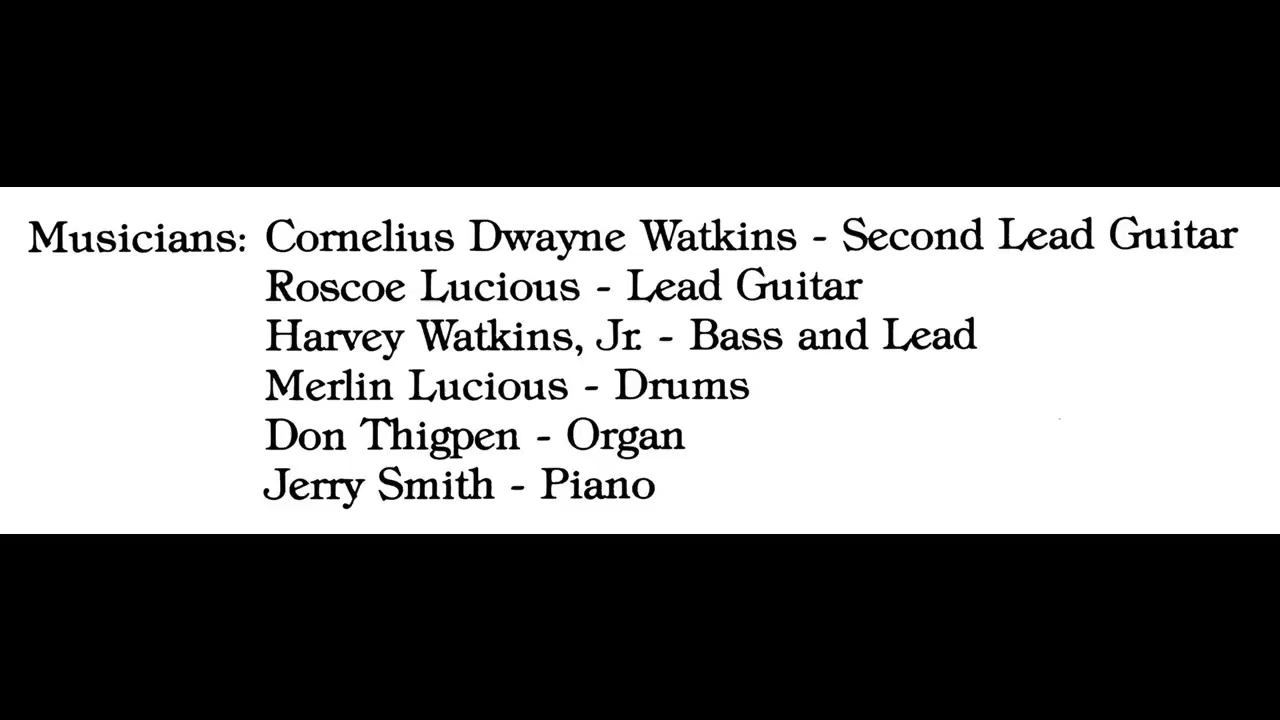 Musicians: Cornelius Dwayne Watkins - Second Lead Guitar
Roscoe Lucious - Lead Guitar
Harvey Watkins, Jr. - Bass and Lead
Merlin Lucious - Drums
Don Thigpen - Organ
Jerry Smith - Piano